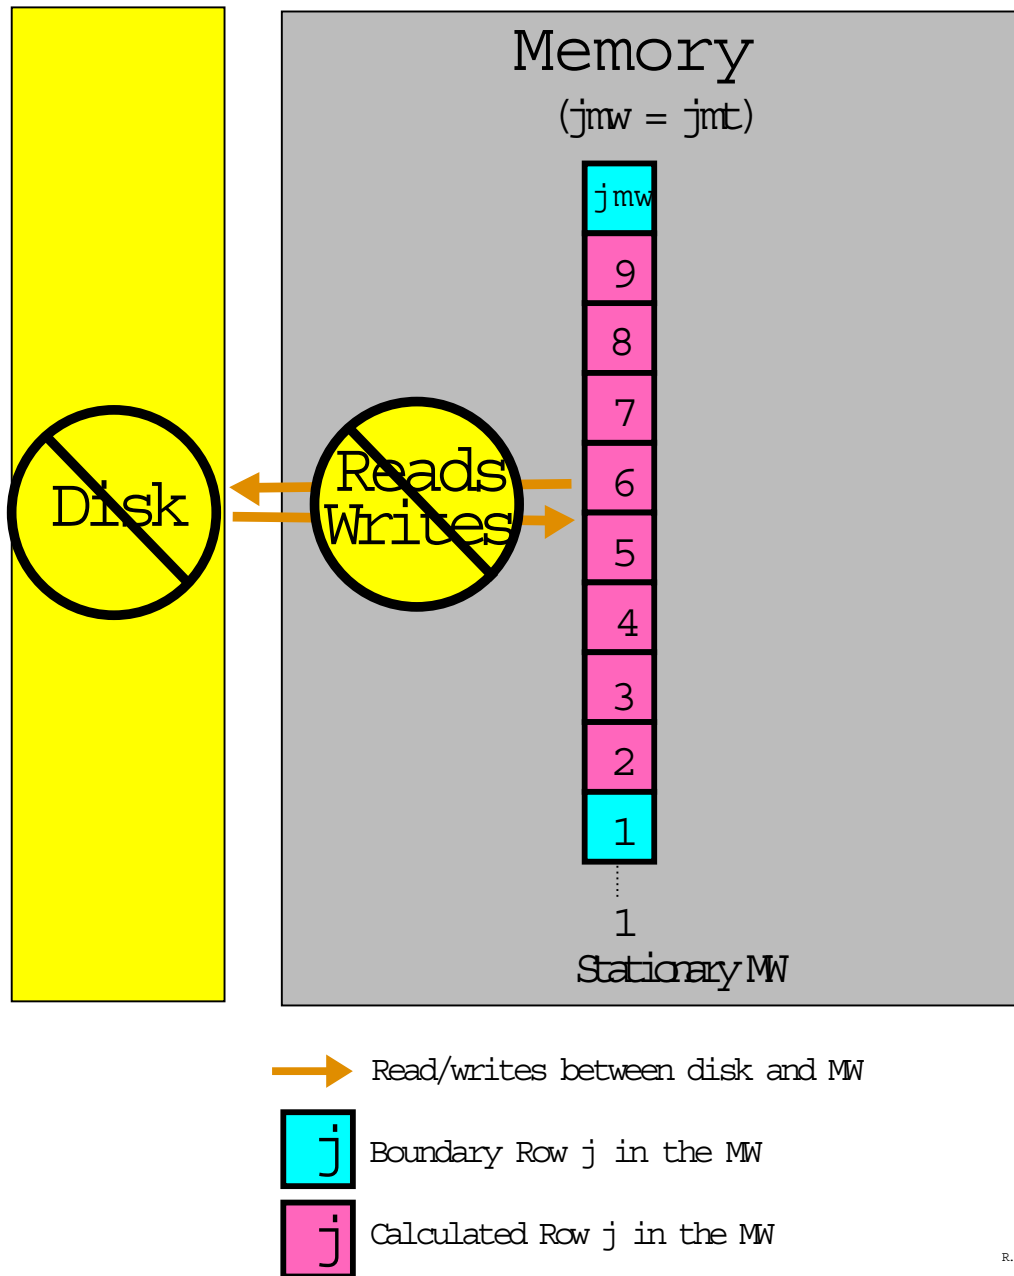 Memory
(jmw = jmt)
jmw
9
8
7
6
5
4
3
2
1
Disk
Reads
Writes
1
Stationary MW
Read/writes between disk and MW
j
Boundary Row j in the MW
j
Calculated Row j in the MW
R.